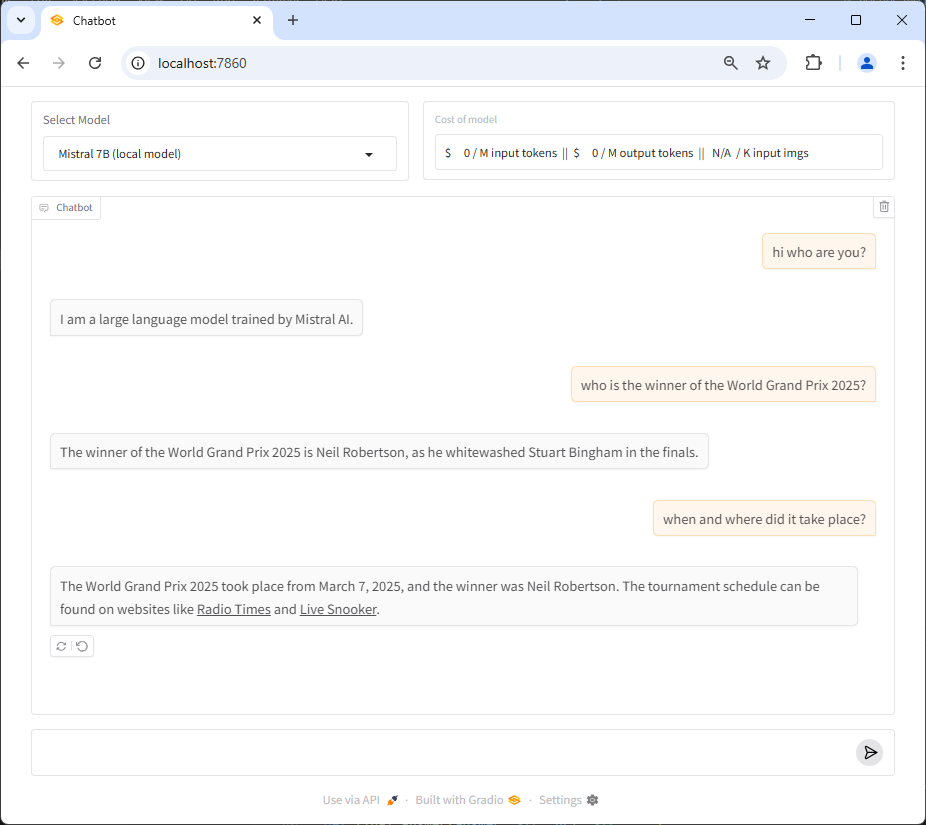 Chatbot
localhost:7860
Select Model
Mistral 7B (local model)
Cost of model
$ 0 / M input tokens || $ 0 / M output tokens || N/A / K input imgs
Chatbot
hi who are you?
I am a large language model trained by Mistral AI.
who is the winner of the World Grand Prix 2025?
The winner of the World Grand Prix 2025 is Neil Robertson, as he whitewashed Stuart Bingham in the finals.
when and where did it take place?
The World Grand Prix 2025 took place from March 7, 2025, and the winner was Neil Robertson. The tournament schedule can be
found on websites like Radio Times and Live Snooker.
Use via API · Built with Gradio · Settings